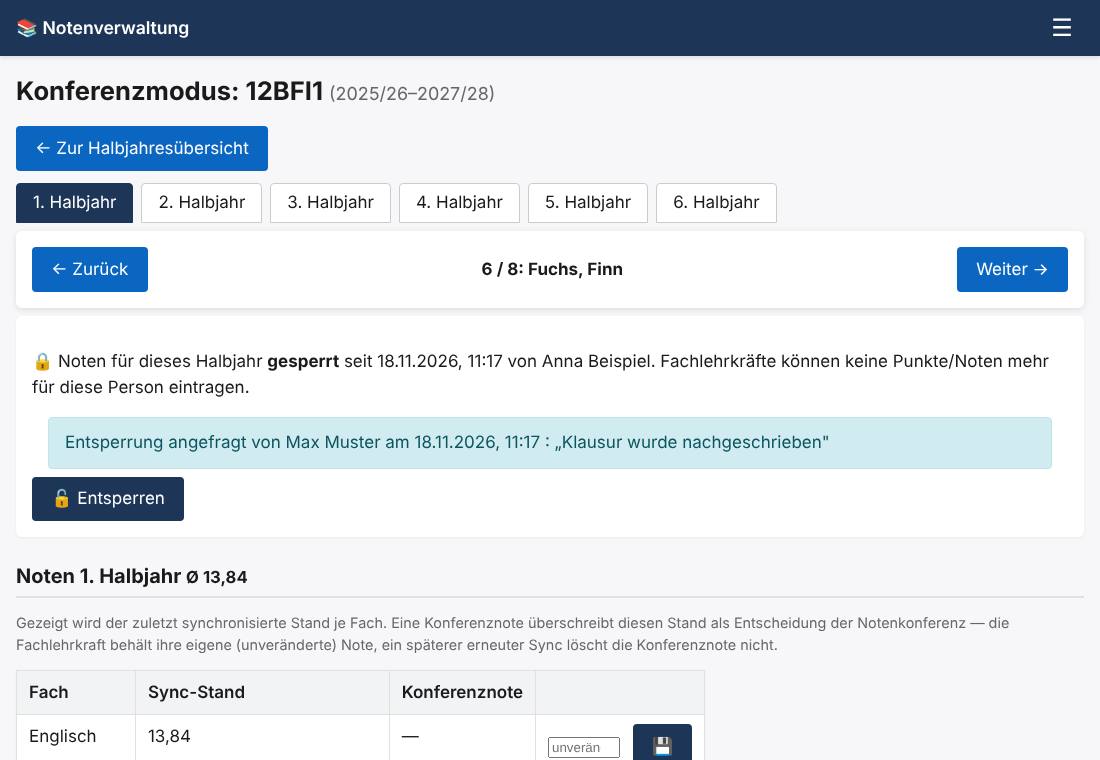 📚 Notenverwaltung
☰
Konferenzmodus: 12BFI1 (2025/26–2027/28)
← Zur Halbjahresübersicht
1. Halbjahr 2. Halbjahr 3. Halbjahr 4. Halbjahr 5. Halbjahr 6. Halbjahr
← Zurück 6 / 8: Fuchs, Finn Weiter →
🔒 Noten für dieses Halbjahr gesperrt seit 18.11.2026, 11:17 von Anna Beispiel. Fachlehrkräfte können keine Punkte/Noten mehr
für diese Person eintragen.
Entsperrung angefragt von Max Muster am 18.11.2026, 11:17 : „Klausur wurde nachgeschrieben"
🔓 Entsperren
Noten 1. Halbjahr Ø 13,84
Gezeigt wird der zuletzt synchronisierte Stand je Fach. Eine Konferenznote überschreibt diesen Stand als Entscheidung der Notenkonferenz — die
Fachlehrkraft behält ihre eigene (unveränderte) Note, ein späterer erneuter Sync löscht die Konferenznote nicht.
Fach Sync-Stand Konferenznote
Englisch 13,84 — unverän 💾